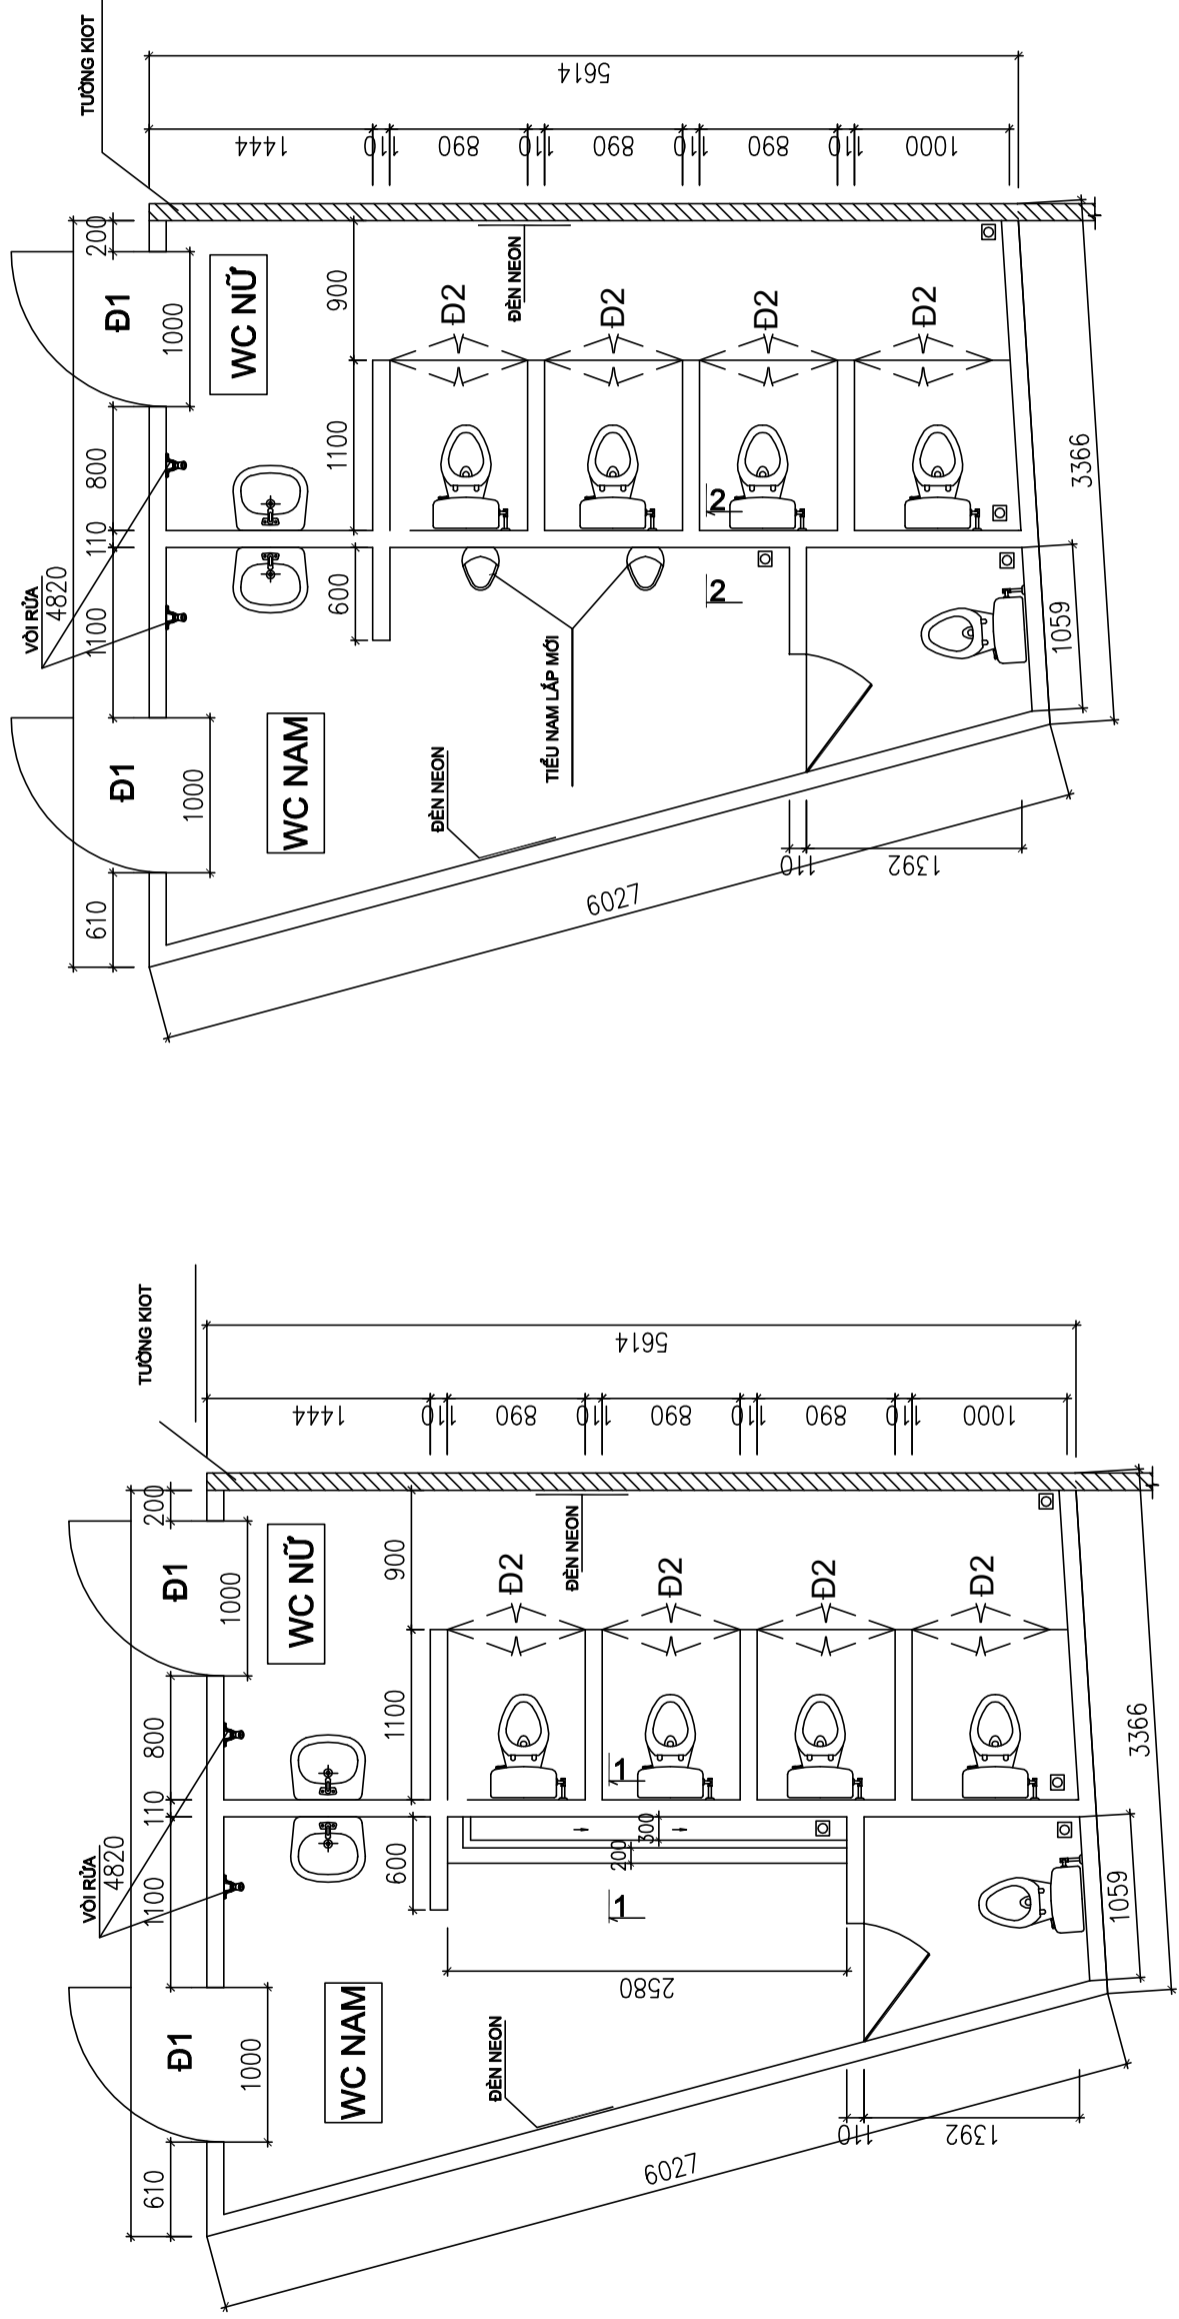 TƯỜNG KIOT
5614
1444
110
890
110
890
110
890
110
1000
200
Đ1
1000
WC NỮ
900
ĐÈN NEON
Đ2
Đ2
Đ2
Đ2
800
1100
110
VÒI RỬA
4820
1100
600
2
2
3366
1059
TIỂU NAM LẮP MỚI
Đ1
1000
WC NAM
ĐÈN NEON
610
6027
110
1392
TƯỜNG KIOT
5614
1444
110
890
110
890
110
890
110
1000
200
Đ1
1000
WC NỮ
900
ĐÈN NEON
Đ2
Đ2
Đ2
Đ2
800
1100
110
VÒI RỬA
4820
1100
600
1
1
300
200
2580
3366
1059
Đ1
1000
WC NAM
ĐÈN NEON
610
6027
110
1392